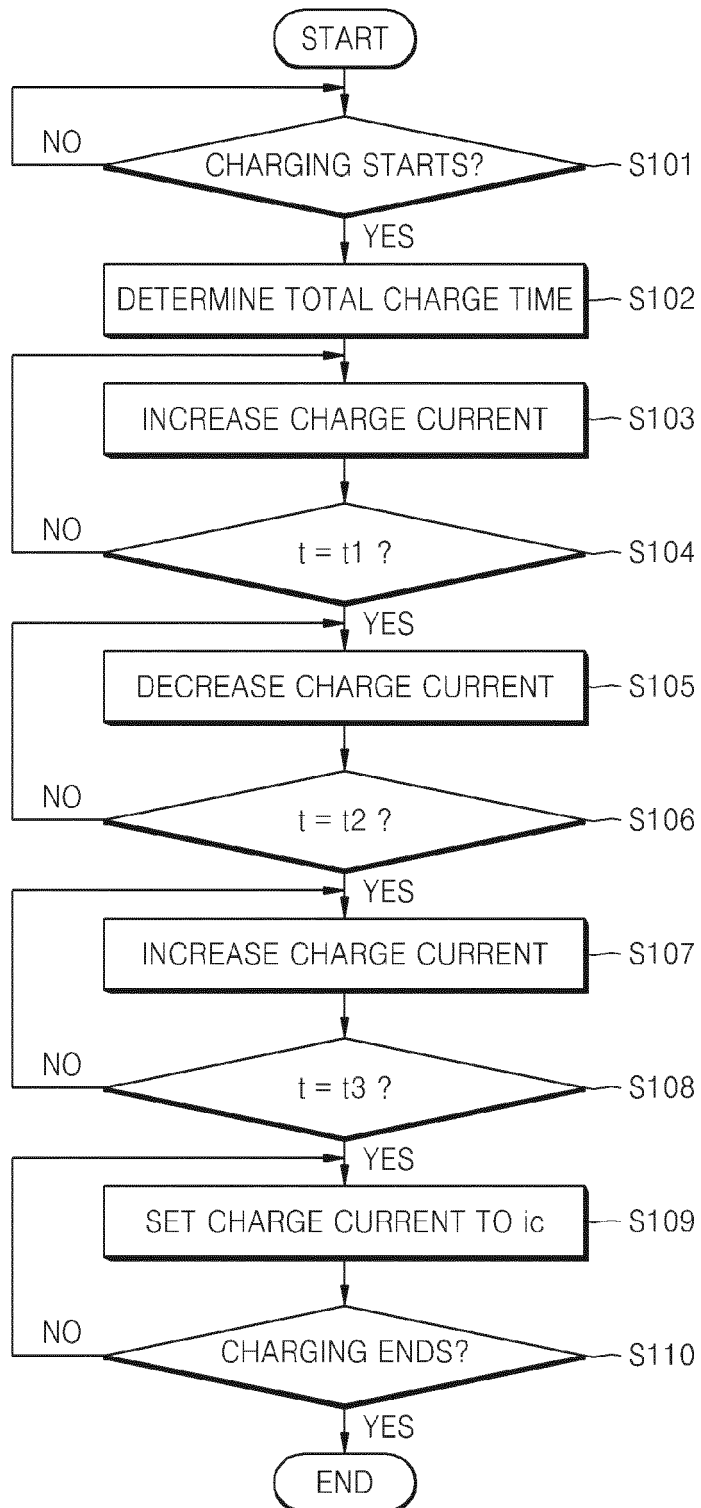 START
NO
CHARGING STARTS?
S101
YES
DETERMINE TOTAL CHARGE TIME
S102
INCREASE CHARGE CURRENT
S103
NO
t = t1 ?
S104
YES
DECREASE CHARGE CURRENT
S105
NO
t = t2 ?
S106
YES
INCREASE CHARGE CURRENT
S107
NO
t = t3 ?
S108
YES
SET CHARGE CURRENT TO ic
S109
NO
CHARGING ENDS?
S110
YES
END